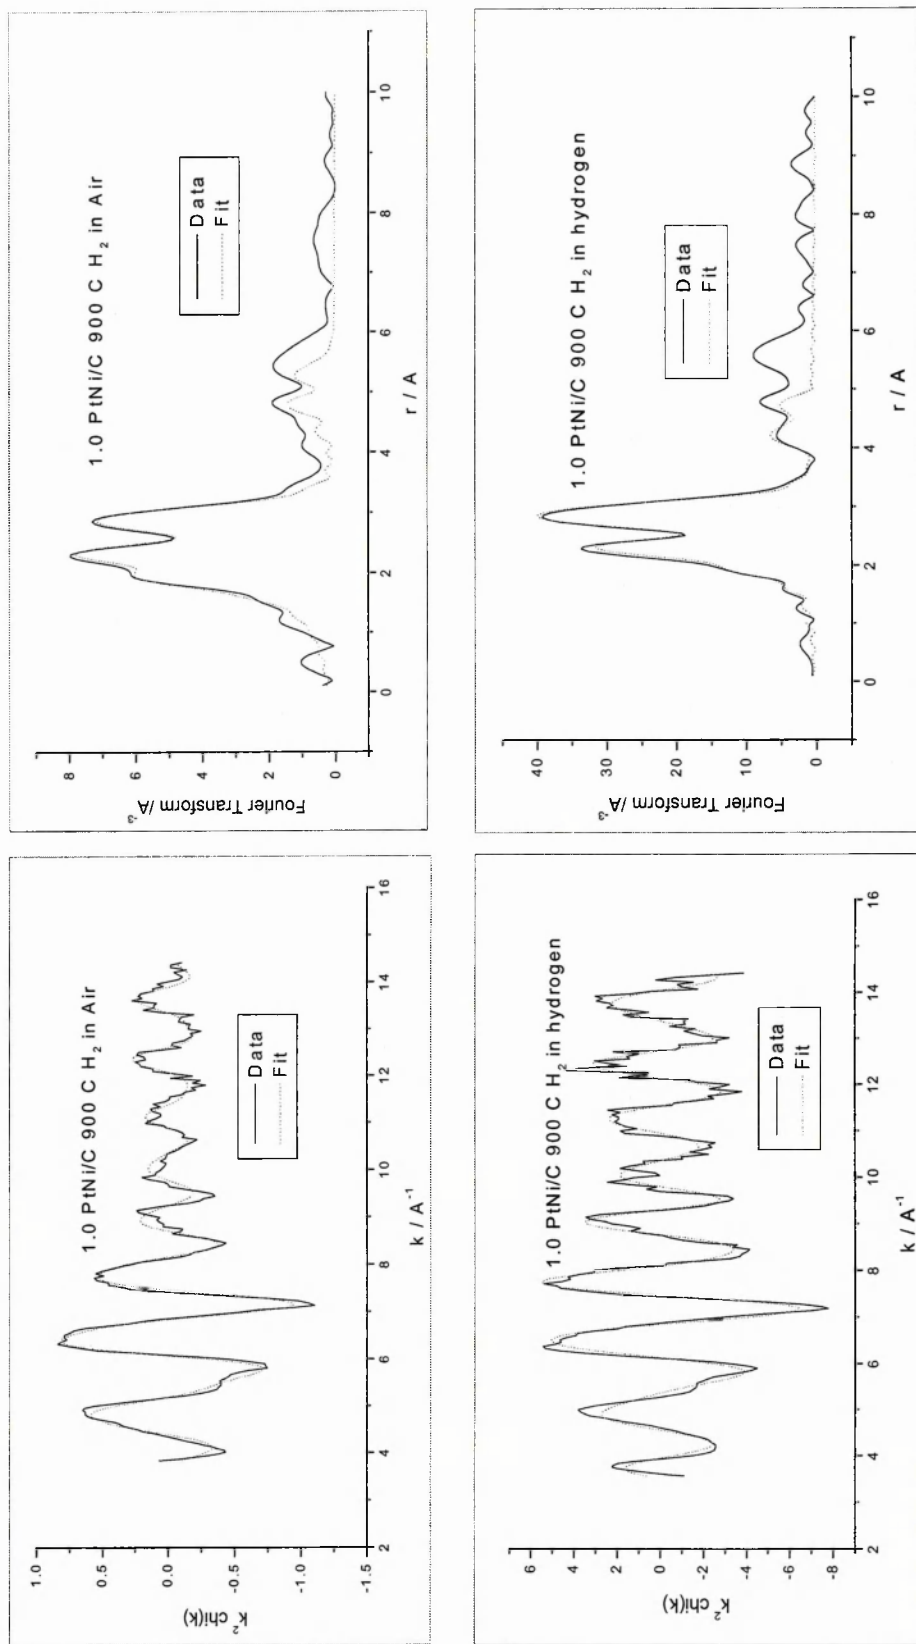 1.0 PtNi/C 900 C H2 in Air
Data
Fit
K2 chi(k)
1.0
0.5
0.0
-0.5
-1.0
-1.5
2
4
6
8
10
12
14
16
k / A-1
1.0 PtNi/C 900 C H2 in Air
Data
Fit
Fourier Transform /A-3
8
6
4
2
0
0
2
4
6
8
10
r / A
1.0 PtNi/C 900 C H2 in hydrogen
Data
Fit
K2 chi(k)
6
4
2
0
-2
-4
-6
-8
2
4
6
8
10
12
14
16
k / A-1
1.0 PtNi/C 900 C H2 in hydrogen
Data
Fit
Fourier Transform /A-3
40
30
20
10
0
0
2
4
6
8
10
r / A